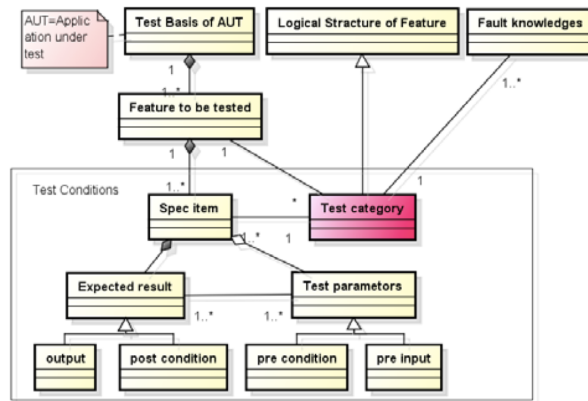 AUT=Applic
ation under
test
Test Basis of AUT
Logical Stracture of Feature
Fault knowledges
1
1..*
1..*
Feature to be tested
1
1
1
1..*
Test Conditions
Spec item
*
Test category
1..*
1
Expected result
Test parametors
1..*
1..*
output
post condition
pre condition
pre input